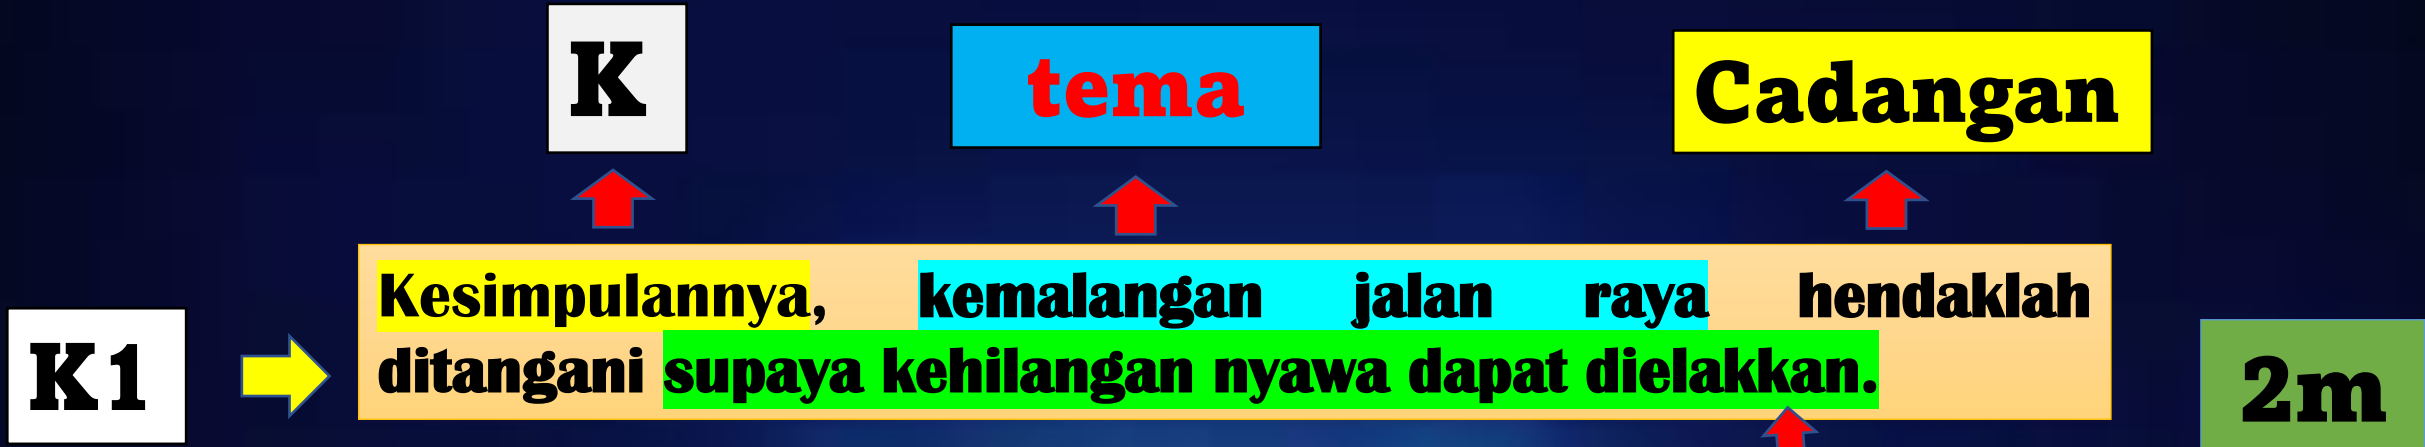 K
tema
Cadangan
Kesimpulannya, kemalangan jalan raya hendaklah
ditangani supaya kehilangan nyawa dapat dielakkan.
K1
2m